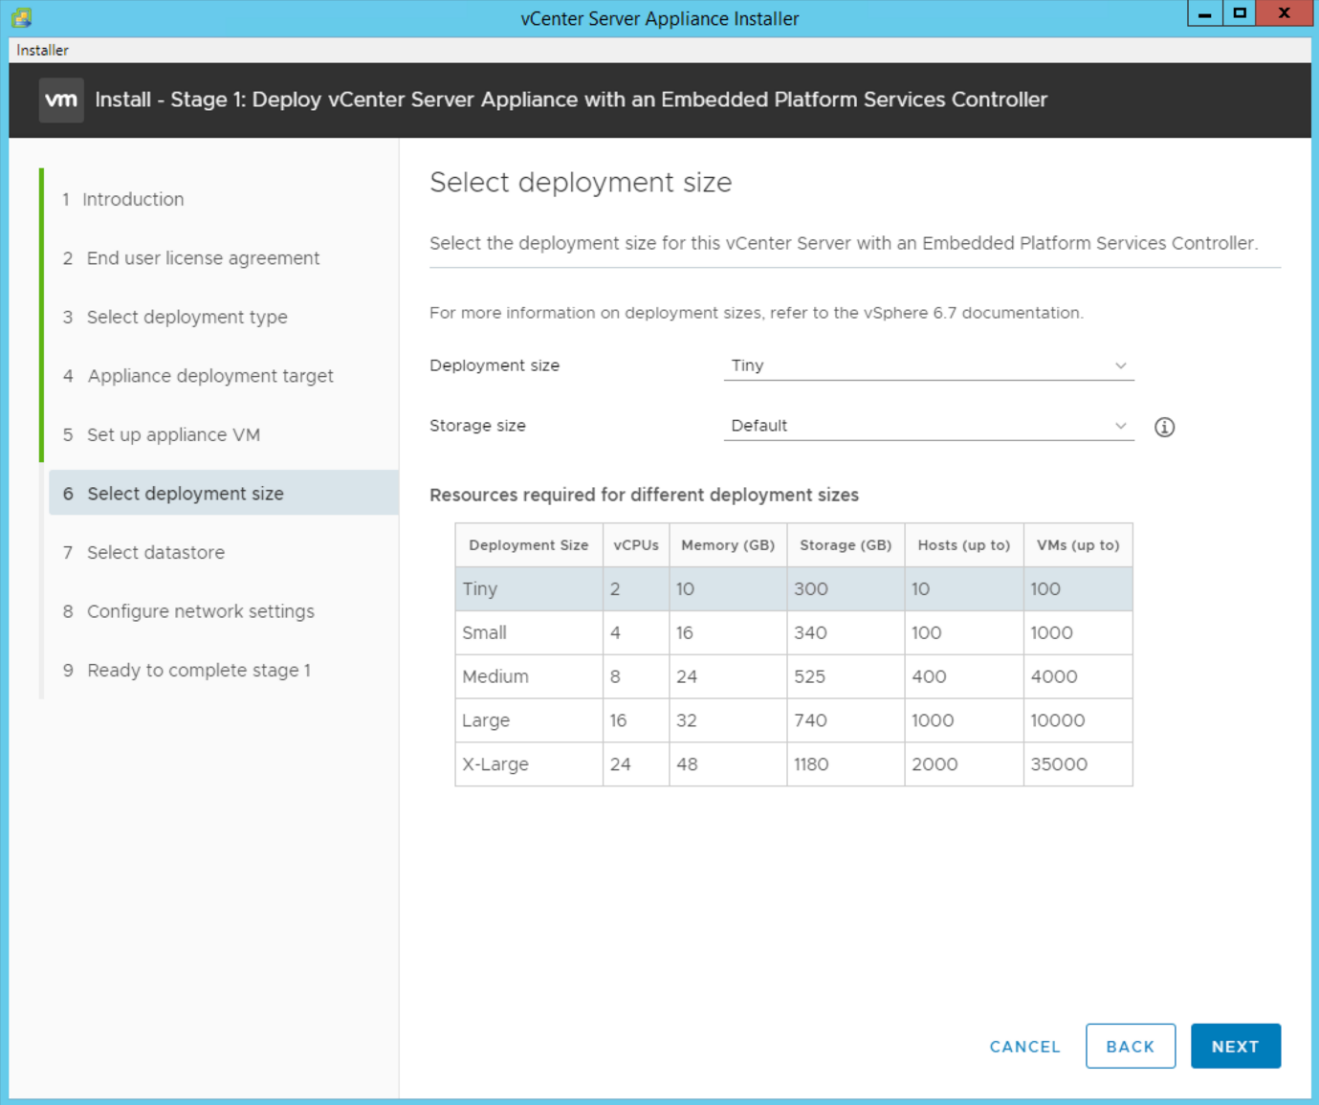 vCenter Server Appliance Installer
Installer
vm Install - Stage 1: Deploy vCenter Server Appliance with an Embedded Platform Services Controller
1 Introduction
2 End user license agreement
3 Select deployment type
4 Appliance deployment target
5 Set up appliance VM
6 Select deployment size
7 Select datastore
8 Configure network settings
9 Ready to complete stage 1
Select deployment size
Select the deployment size for this vCenter Server with an Embedded Platform Services Controller.
For more information on deployment sizes, refer to the vSphere 6.7 documentation.
Deployment size Tiny
Storage size Default
Resources required for different deployment sizes
Deployment Size vCPUs Memory (GB) Storage (GB) Hosts (up to) VMs (up to)
Tiny 2 10 300 10 100
Small 4 16 340 100 1000
Medium 8 24 525 400 4000
Large 16 32 740 1000 10000
X-Large 24 48 1180 2000 35000
CANCEL BACK NEXT